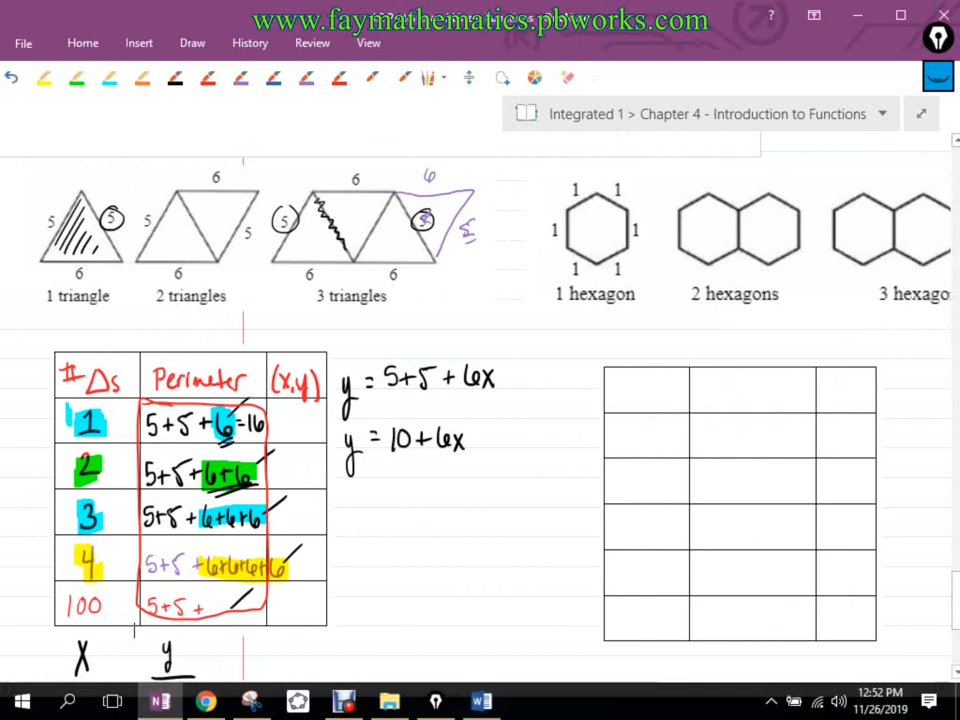 www.faymathematics.pbworks.com
File Home Insert Draw History Review View
Integrated 1 > Chapter 4 - Introduction to Functions
6 6 6 1 1 1 1 1 1
5 5 5 5 5 5
6 6 6 6
1 triangle 2 triangles 3 triangles 1 hexagon 2 hexagons 3 hexago
# Δs Perimeter (x,y)
1 5+5+6=16
2 5+5+6+6
3 5+5+6+6+6
4 5+5+6+6+6+6
100 5+5+
x y
y = 5+5+6x
y = 10+6x
12:52 PM
11/26/2019